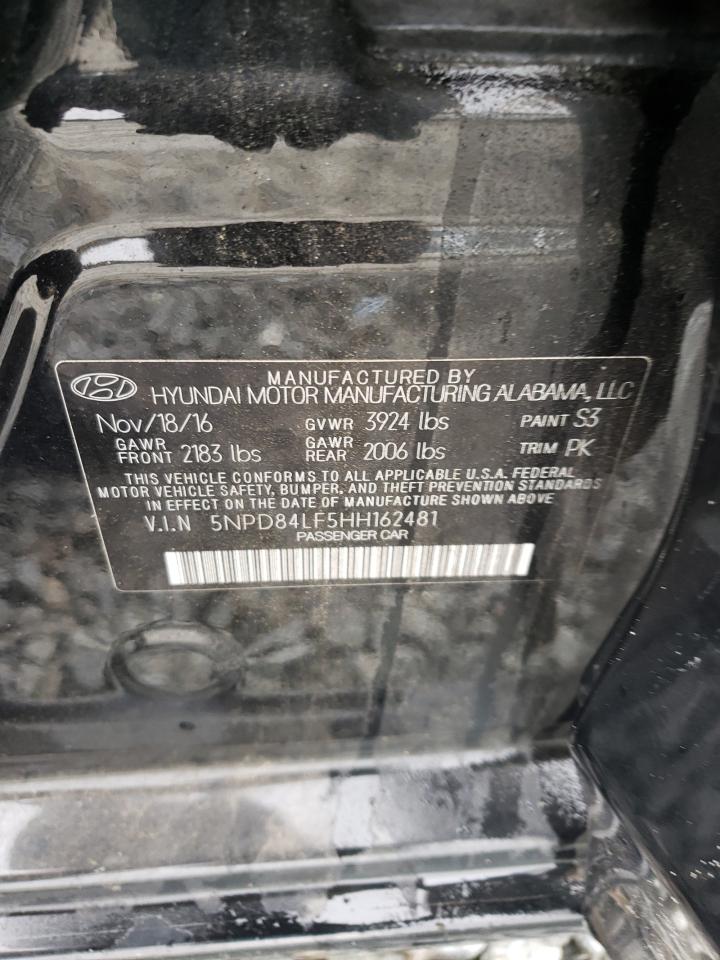 MANUFACTURED BY
HYUNDAI MOTOR MANUFACTURING ALABAMA, LLC
Nov/18/16 GVWR 3924 lbs PAINT S3
GAWR FRONT 2183 lbs GAWR REAR 2006 lbs TRIM PK
THIS VEHICLE CONFORMS TO ALL APPLICABLE U.S.A. FEDERAL
MOTOR VEHICLE SAFETY, BUMPER, AND THEFT PREVENTION STANDARDS
IN EFFECT ON THE DATE OF MANUFACTURE SHOWN ABOVE
V.I.N 5NPD84LF5HH162481
PASSENGER CAR